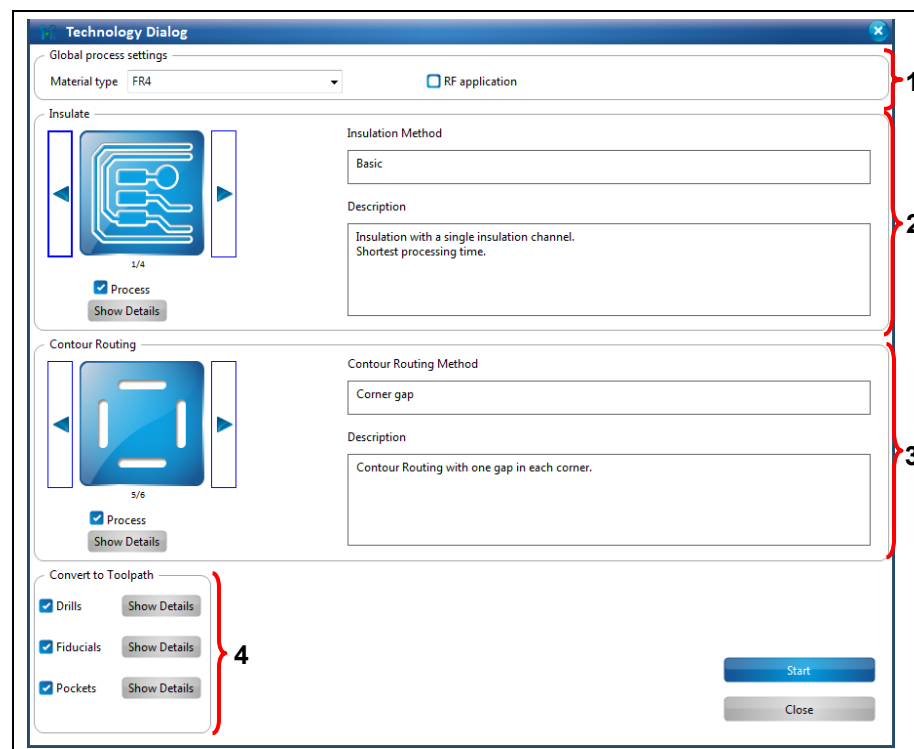 Technology Dialog
Global process settings
Material type FR4 RF application
1
Insulate
Insulation Method
Basic
Description
Insulation with a single insulation channel.
Shortest processing time.
1/4
Process
Show Details
2
Contour Routing
Contour Routing Method
Corner gap
Description
Contour Routing with one gap in each corner.
5/6
Process
Show Details
3
Convert to Toolpath
Drills Show Details
Fiducials Show Details
Pockets Show Details
4
Start
Close